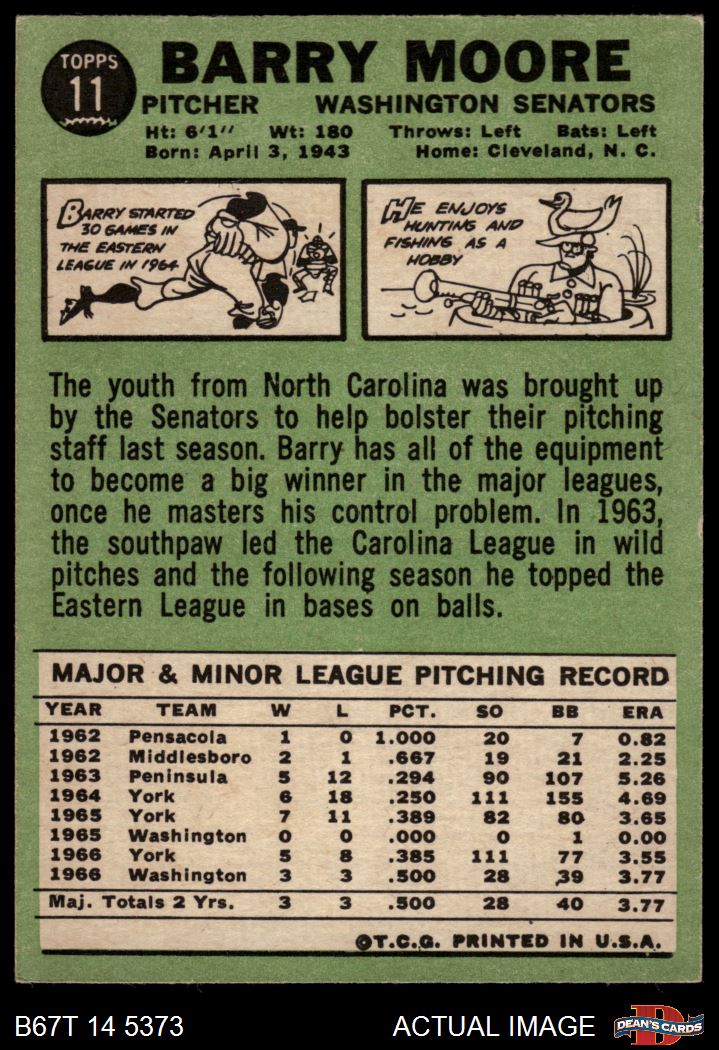 TOPPS
11
BARRY MOORE
PITCHER WASHINGTON SENATORS
Ht: 6'1" Wt: 180 Throws: Left Bats: Left
Born: April 3, 1943 Home: Cleveland, N. C.
BARRY STARTED
30 GAMES IN
THE EASTERN
LEAGUE IN 1964
HE ENJOYS
HUNTING AND
FISHING AS A
HOBBY
The youth from North Carolina was brought up
by the Senators to help bolster their pitching
staff last season. Barry has all of the equipment
to become a big winner in the major leagues,
once he masters his control problem. In 1963,
the southpaw led the Carolina League in wild
pitches and the following season he topped the
Eastern League in bases on balls.
MAJOR & MINOR LEAGUE PITCHING RECORD
YEAR TEAM W L PCT. SO BB ERA
1962 Pensacola 1 0 1.000 20 7 0.82
1962 Middlesboro 2 1 .667 19 21 2.25
1963 Peninsula 5 12 .294 90 107 5.26
1964 York 6 18 .250 111 155 4.69
1965 York 7 11 .389 82 80 3.65
1965 Washington 0 0 .000 0 1 0.00
1966 York 5 8 .385 111 77 3.55
1966 Washington 3 3 .500 28 39 3.77
Maj. Totals 2 Yrs. 3 3 .500 28 40 3.77
©T.C.G. PRINTED IN U.S.A.
B67T 14 5373 ACTUAL IMAGE
D
DEAN'S CARDS